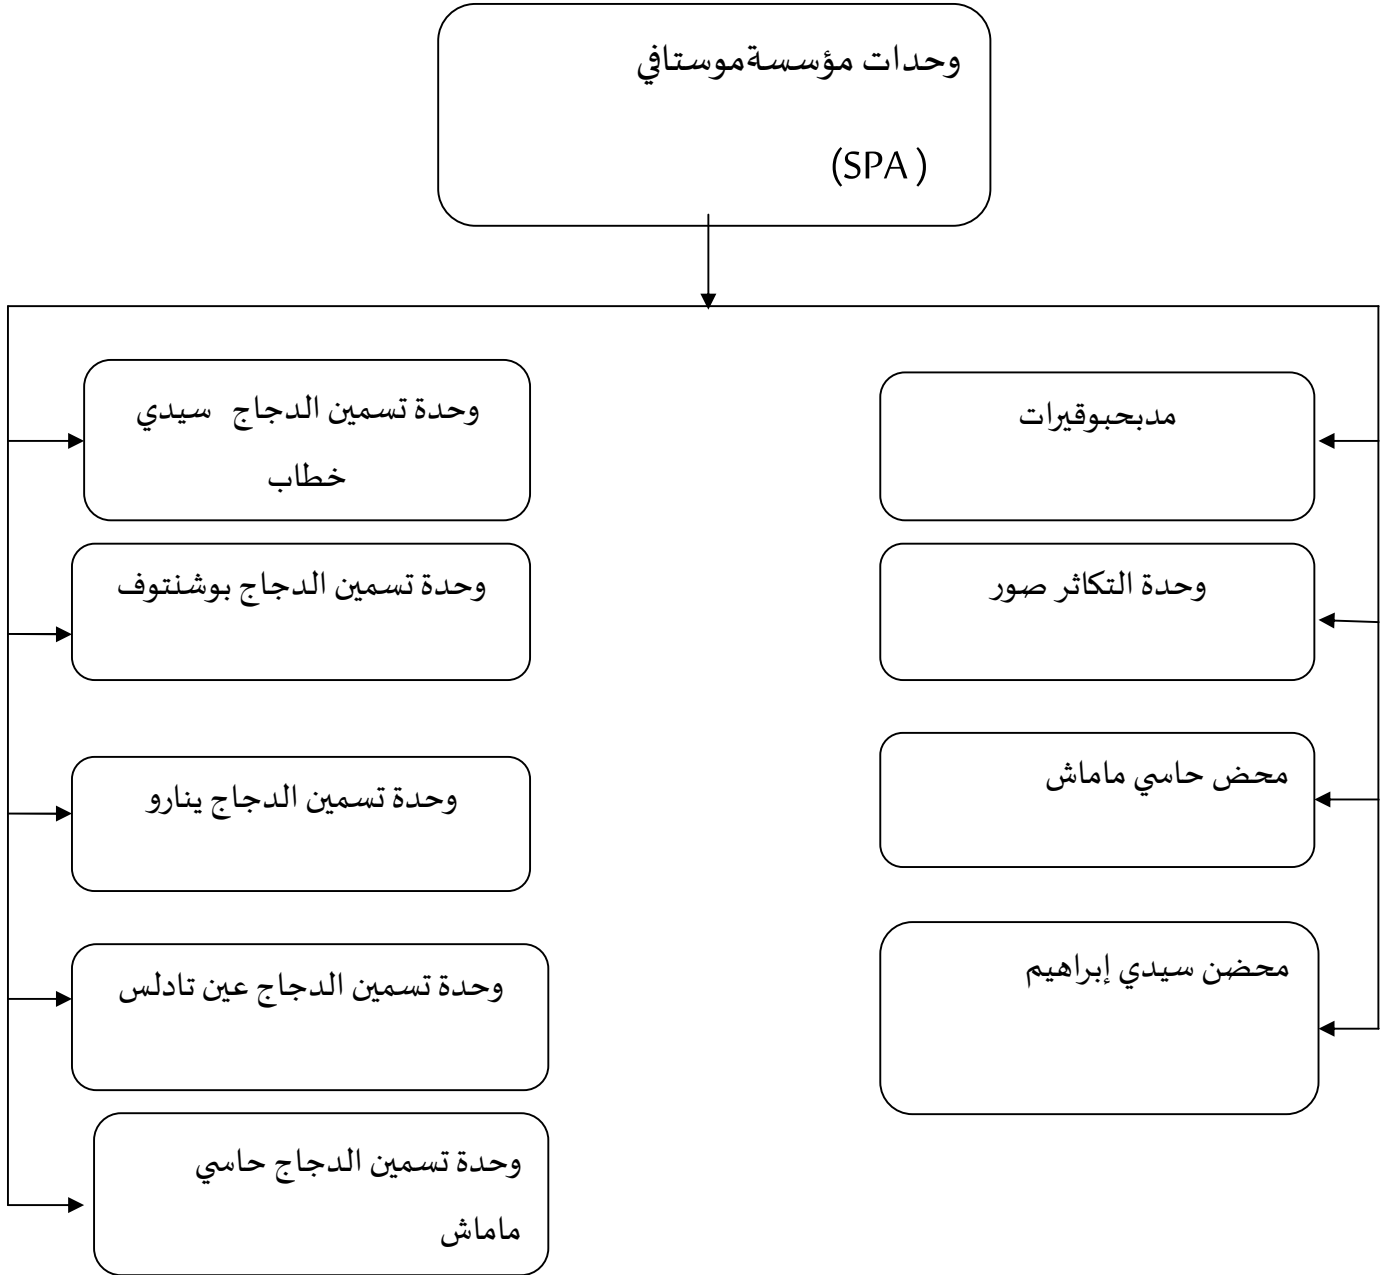 وحدات مؤسسةموستافي
(SPA )
مدبحبوقيرات
وحدة التكاثر صور
محض حاسي ماماش
محضن سيدي إبراهيم
وحدة تسمين الدجاج سيدي
خطاب
وحدة تسمين الدجاج بوشنتوف
وحدة تسمين الدجاج ينارو
وحدة تسمين الدجاج عين تادلس
وحدة تسمين الدجاج حاسي
ماماش